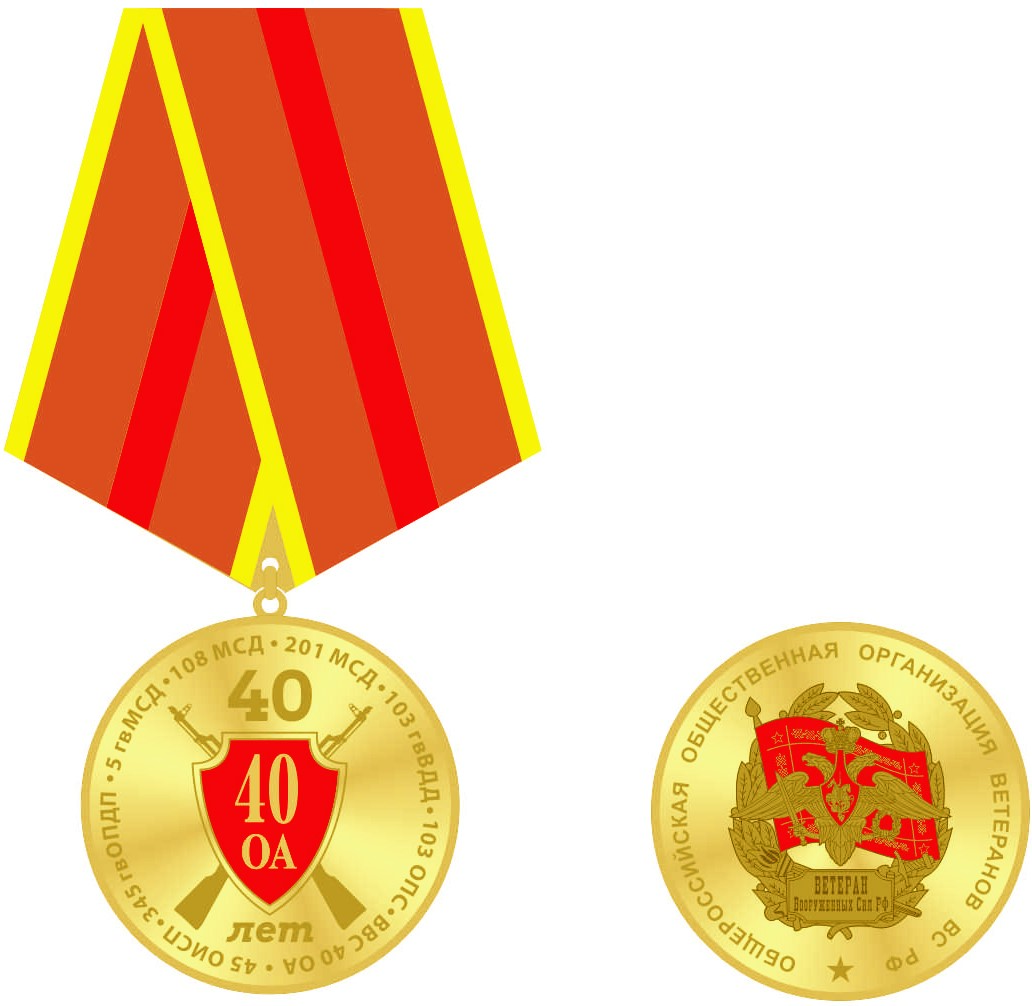 345 гвОПДП • 5 гвМСД • 108 МСД • 201 МСД • 103 гвВДД • 103 ОПС • ВВС 40 ОА • 45 ОИСП •
40
40
ОА
лет
ОБЩЕРОССИЙСКАЯ ОБЩЕСТВЕННАЯ ОРГАНИЗАЦИЯ ВЕТЕРАНОВ ВС РФ
ВЕТЕРАН
Вооруженных Сил РФ